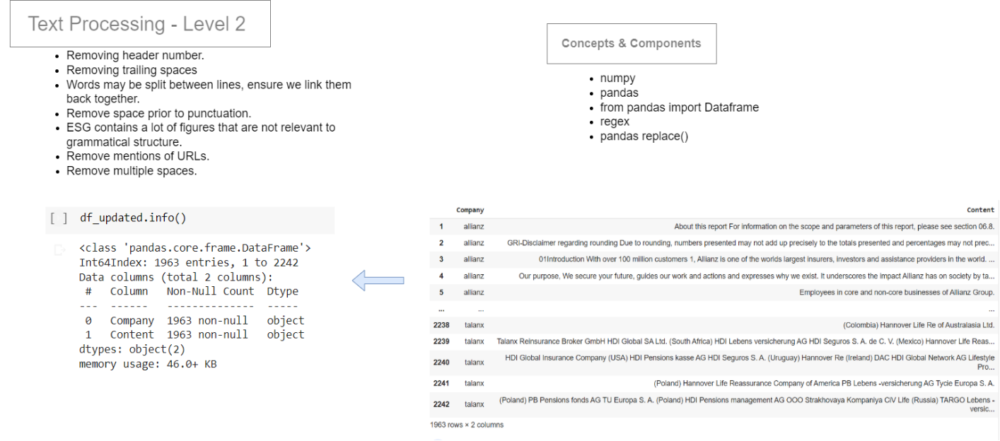 Text Processing - Level 2
Removing header number.
Removing trailing spaces
Words may be split between lines, ensure we link them
back together.
Remove space prior to punctuation.
ESG contains a lot of figures that are not relevant to
grammatical structure.
Remove mentions of URLs.
Remove multiple spaces.
Concepts & Components
numpy
pandas
from pandas import Dataframe
regex
pandas replace()
[ ] df_updated.info()
<class 'pandas.core.frame.DataFrame'>
Int64Index: 1963 entries, 1 to 2242
Data columns (total 2 columns):
# Column Non-Null Count Dtype
--- ------ -------------- -----
0 Company 1963 non-null object
1 Content 1963 non-null object
dtypes: object(2)
memory usage: 46.0+ KB
Company Content
1 allianz About this report For information on the scope and parameters of this report, please see section 06.8.
2 allianz GRI-Disclaimer regarding rounding Due to rounding, numbers presented may not add up precisely to the totals presented and percentages may not prec...
3 allianz 01Introduction With over 100 million customers 1, Allianz is one of the worlds largest insurers, investors and assistance providers in the world. ...
4 allianz Our purpose, We secure your future, guides our work and actions and expresses why we exist. It underscores the impact Allianz has on society by ta...
5 allianz Employees in core and non-core businesses of Allianz Group.
... ... ...
2238 talanx (Colombia) Hannover Life Re of Australasia Ltd.
2239 talanx Talanx Reinsurance Broker GmbH HDI Global SA Ltd. (South Africa) HDI Lebens versicherung AG HDI Seguros S. A. de C. V. (Mexico) Hannover Life Reas...
2240 talanx HDI Global Insurance Company (USA) HDI Pensions kasse AG HDI Seguros S. A. (Uruguay) Hannover Re (Ireland) DAC HDI Global Network AG Lifestyle
Pro...
2241 talanx (Poland) Hannover Life Reassurance Company of America PB Lebens -versicherung AG Tycie Europa S. A.
2242 talanx (Poland) PB Pensions fonds AG TU Europa S. A. (Poland) HDI Pensions management AG OOO Strakhovaya Kompaniya CIV Life (Russia) TARGO Lebens -
versic...
1963 rows × 2 columns